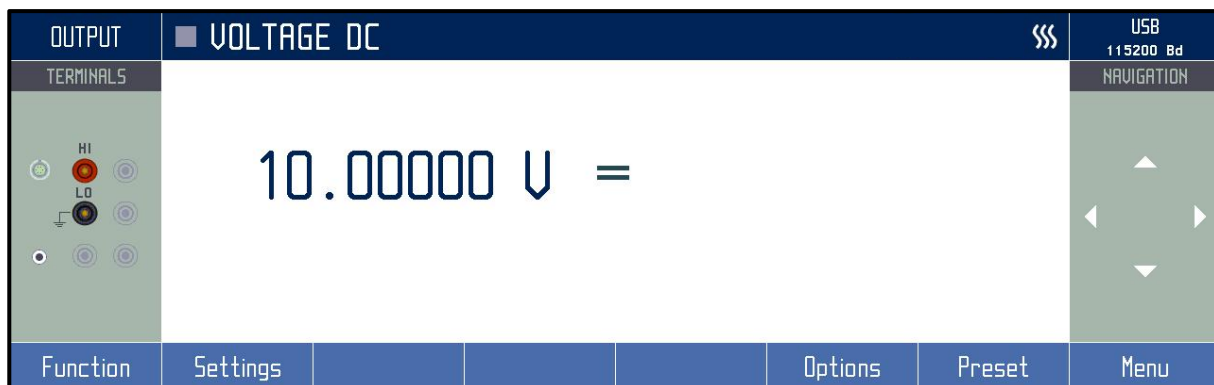 OUTPUT
VOLTAGE DC
USB
115200 Bd
TERMINALS
NAVIGATION
HI
LO
10.00000 V =
Function
Settings
Options
Preset
Menu